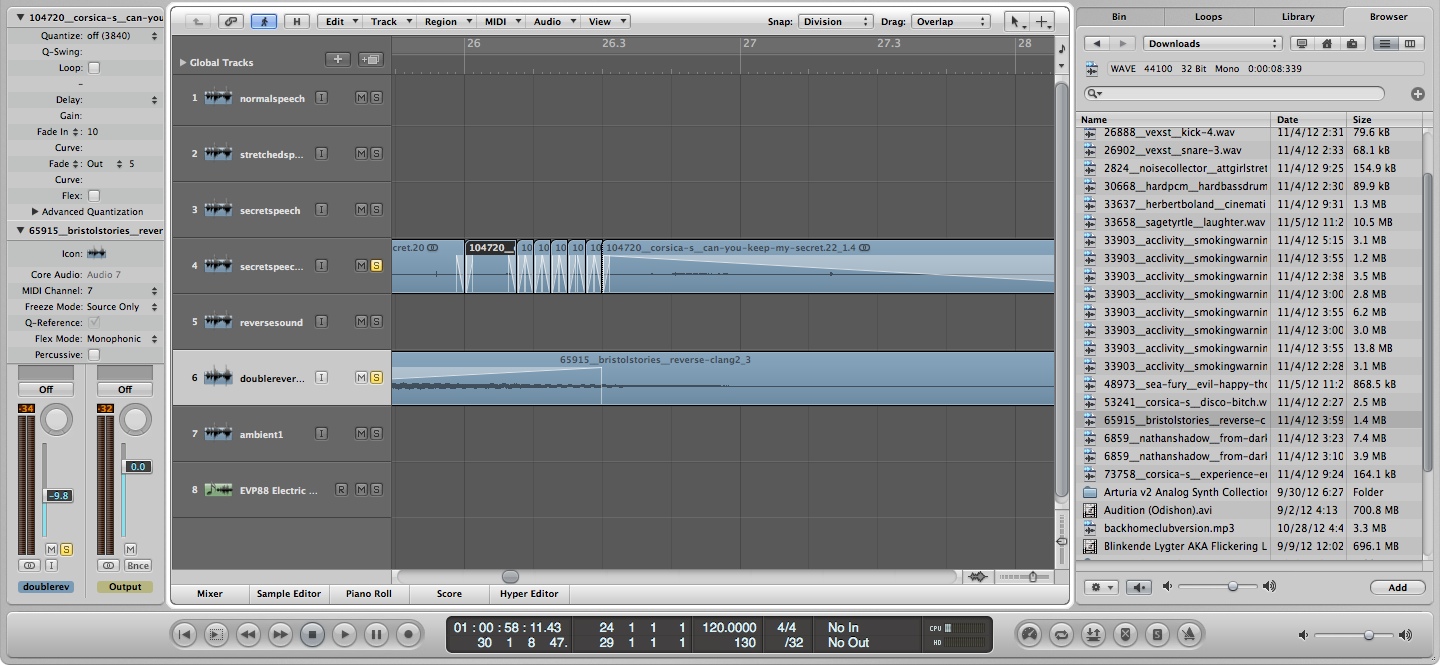 104720__corsica-s__can-you
Quantize: off (3840)
Q-Swing:
Loop:
Delay:
Gain:
Fade In : 10
Curve:
Fade : Out 5
Curve:
Flex:
Advanced Quantization
65915__bristolstories__rever
Icon:
Core Audio: Audio 7
MIDI Channel: 7
Freeze Mode: Source Only
Q-Reference:
Flex Mode: Monophonic
Percussive:
Off Off
-34 -32
0.0
-9.8
M S M
I Bnce
doublerev Output
H Edit Track Region MIDI Audio View Snap: Division Drag: Overlap
26 26.3 27 27.3 28
Global Tracks
1 normalspeech I M S
2 stretchedsp... I M S
3 secretspeech I M S
4 secretspeec... I M S
cret.20 104720_ 10 10 10 10 10 104720__corsica-s__can-you-keep-my-secret.22_1.4
5 reversesound I M S
6 doublerever... I M S
65915__bristolstories__reverse-clang2_3
7 ambient1 I M S
8 EVP88 Electric ... R M S
Mixer Sample Editor Piano Roll Score Hyper Editor
Bin Loops Library Browser
Downloads
WAVE 44100 32 Bit Mono 0:00:08:339
Name Date Size
26888__vexst__kick-4.wav 11/4/12 2:31 79.6 kB
26902__vexst__snare-3.wav 11/4/12 2:33 68.1 kB
2824__noisecollector__attgirlstret 11/4/12 9:25 154.9 kB
30668__hardpcm__hardbassdrum 11/4/12 2:30 89.9 kB
33637__herbertboland__cinemati 11/4/12 9:31 1.3 MB
33658__sagetyrtle__laughter.wav 11/5/12 11:2 10.5 MB
33903__acclivity__smokingwarnin 11/4/12 5:15 3.1 MB
33903__acclivity__smokingwarnin 11/4/12 3:55 1.2 MB
33903__acclivity__smokingwarnin 11/4/12 2:38 3.5 MB
33903__acclivity__smokingwarnin 11/4/12 3:00 2.8 MB
33903__acclivity__smokingwarnin 11/4/12 3:55 6.2 MB
33903__acclivity__smokingwarnin 11/4/12 3:00 3.0 MB
33903__acclivity__smokingwarnin 11/4/12 3:55 13.8 MB
33903__acclivity__smokingwarnin 11/4/12 2:28 3.1 MB
48973__sea-fury__evil-happy-tho 11/5/12 11:2 868.5 kB
53241__corsica-s__disco-bitch.w 11/4/12 2:27 2.5 MB
65915__bristolstories__reverse-c 11/4/12 3:59 1.4 MB
6859__nathanshadow__from-dark 11/4/12 3:23 7.4 MB
6859__nathanshadow__from-dark 11/4/12 3:10 3.9 MB
73758__corsica-s__experience-e 11/4/12 9:24 164.1 kB
Arturia v2 Analog Synth Collection 9/30/12 6:27 Folder
Audition (Odishon).avi 9/2/12 4:13 700.8 MB
backhomeclubversion.mp3 10/28/12 4:4 3.3 MB
Blinkende Lygter AKA Flickering L 9/9/12 12:02 696.1 MB
Add
01 : 00 : 58 : 11.43 24 1 1 1 120.0000 4/4 No In CPU
30 1 8 47. 29 1 1 1 130 /32 No Out HD
S